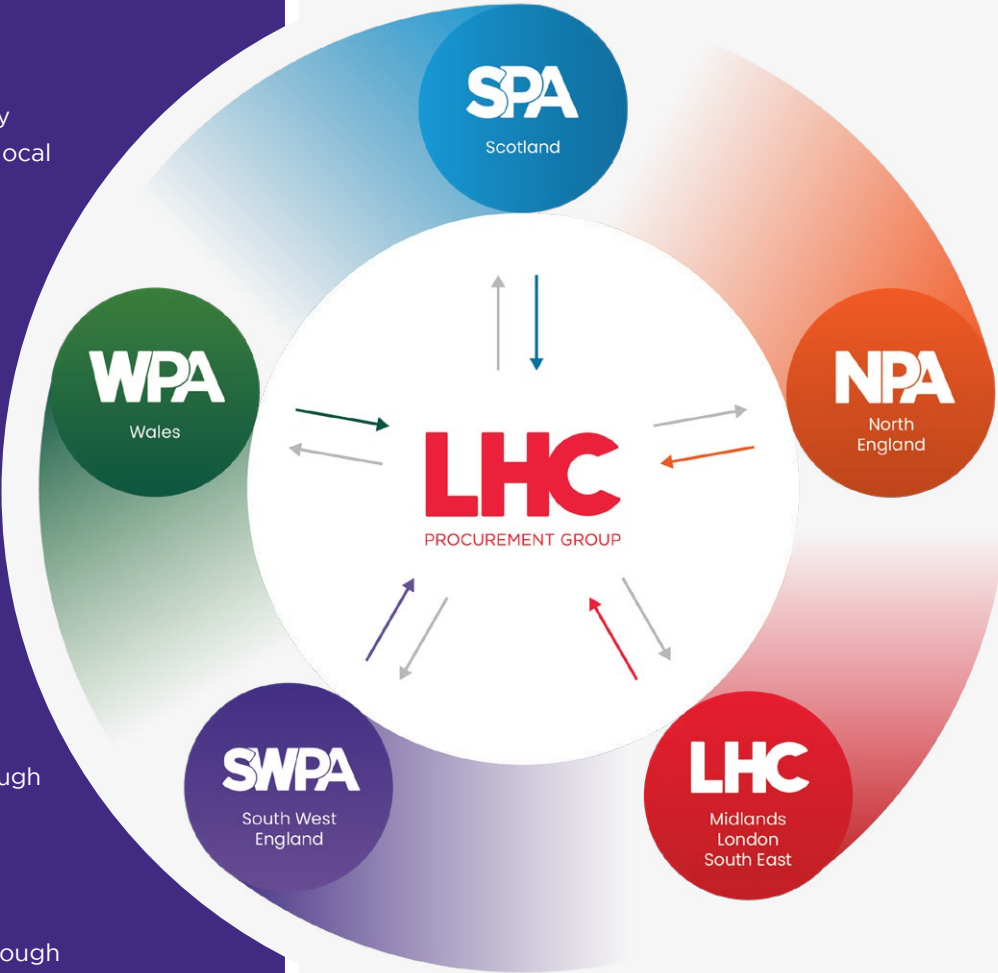 SPA
Scotland
ocal
WPA
Wales
NPA
North
England
LHC
PROCUREMENT GROUP
SWPA
South West
England
LHC
Midlands
London
South East